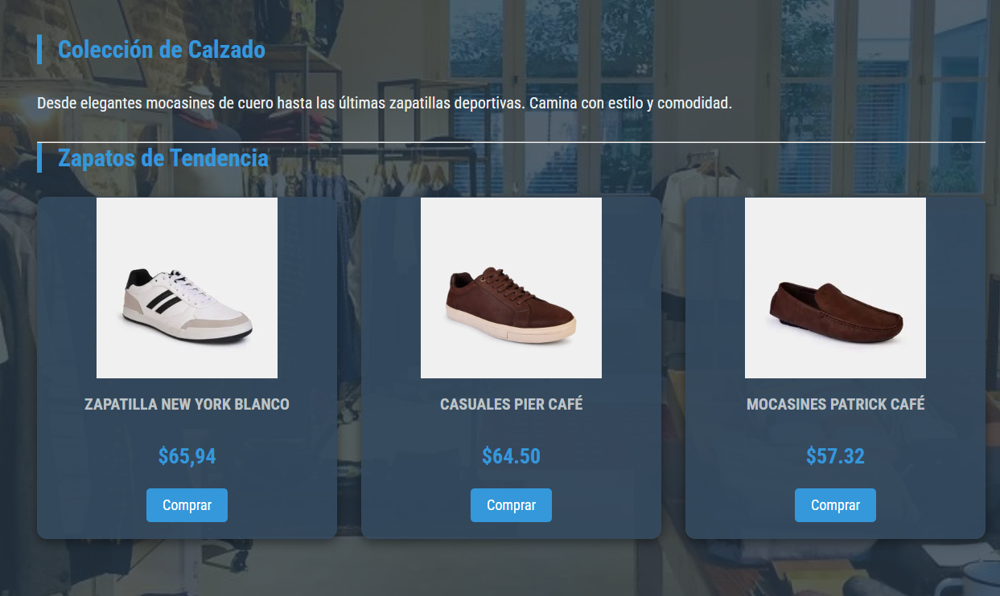 Colección de Calzado
Desde elegantes mocasines de cuero hasta las últimas zapatillas deportivas. Camina con estilo y comodidad.
Zapatos de Tendencia
ZAPATILLA NEW YORK BLANCO
CASUALES PIER CAFÉ
MOCASINES PATRICK CAFÉ
$65,94
$64.50
$57.32
Comprar
Comprar
Comprar